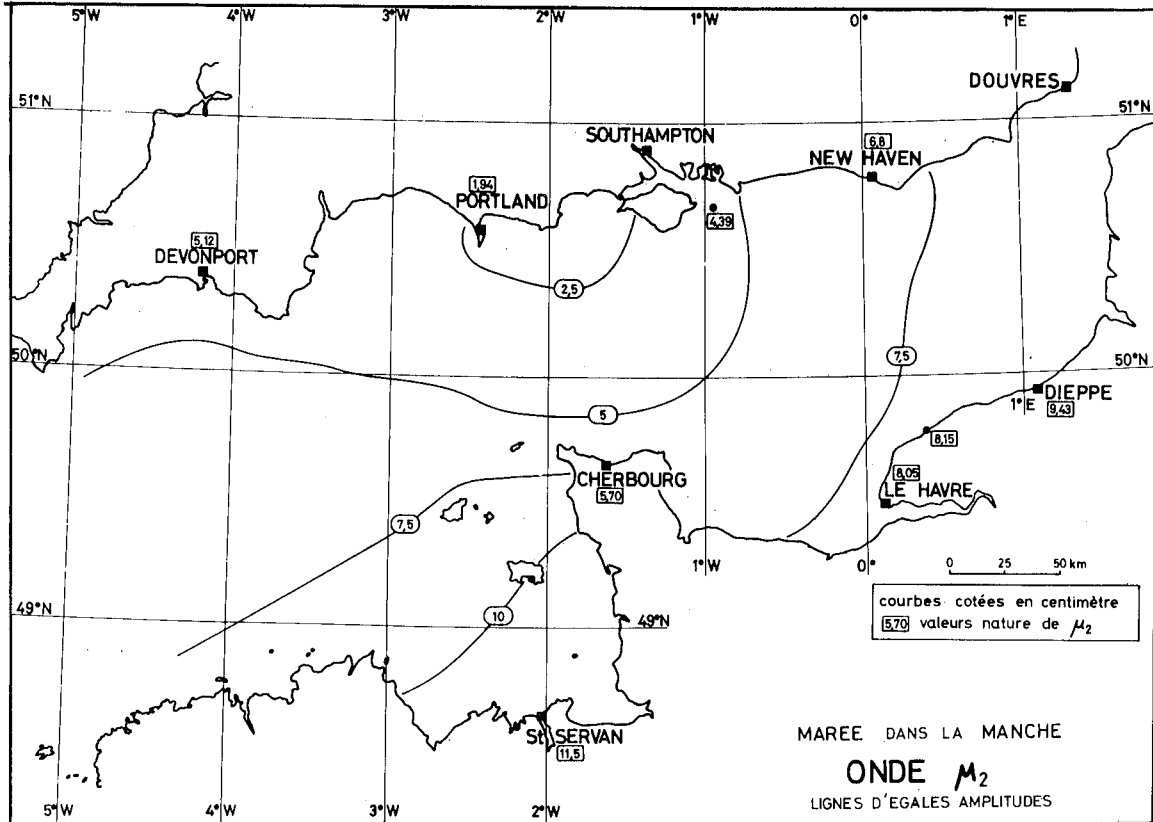 5°W
4°W
3°W
2°W
1°W
0°
1°E
DOUVRES
51°N
51°N
SOUTHAMPTON
6,8
NEW HAVEN
1,94
PORTLAND
4,39
5,12
DEVONPORT
2,5
50°N
50°N
7,5
5
1°E
DIEPPE
9,43
8,15
CHERBOURG
5,70
8,05
LE HAVRE
7,5
1°W
0°
0 25 50 km
10
49°N
49°N
courbes cotées en centimètre
5,70 valeurs nature de μ₂
St SERVAN
11,5
MAREE DANS LA MANCHE
ONDE μ₂
LIGNES D'EGALES AMPLITUDES
5°W
4°W
3°W
2°W